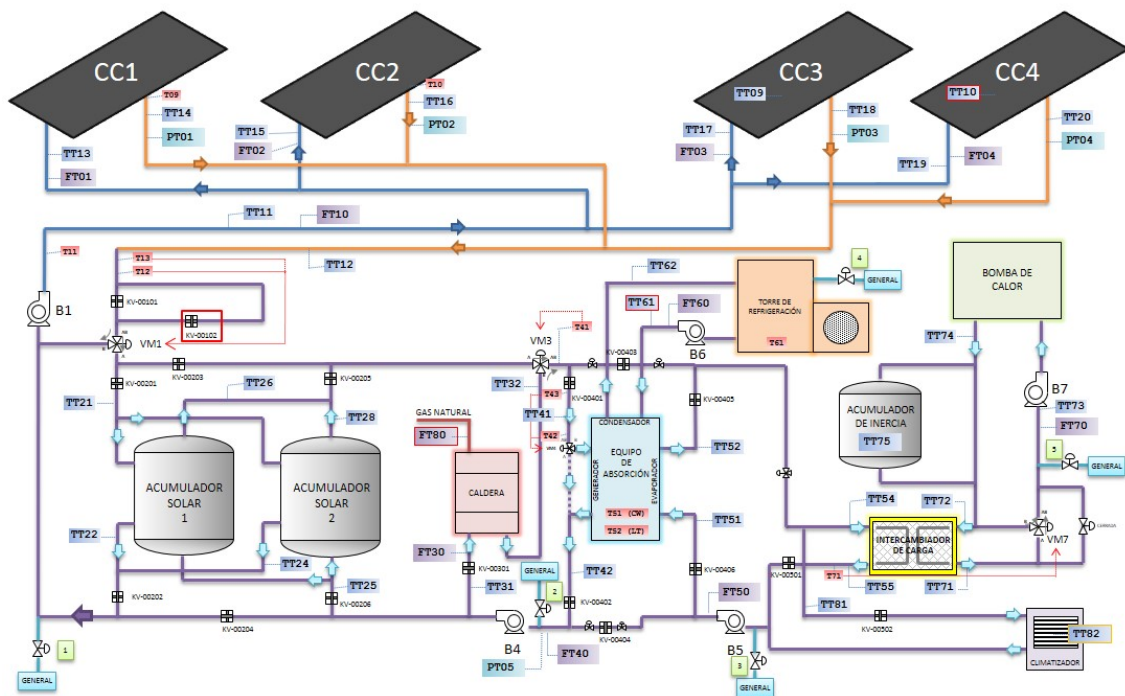 CC1
CC2
CC3
CC4
T09
TT14
PT01
TT13
FT01
T10
TT16
PT02
TT15
FT02
TT09
TT18
PT03
TT17
FT03
TT10
TT20
PT04
TT19
FT04
TT11
FT10
T11
T13
T12
TT12
B1
KV-00101
KV-00102
VM1
TT62
4
GENERAL
TORRE DE
REFRIGERACIÓN
T61
TT61
FT60
B6
BOMBA DE
CALOR
TT74
B7
TT73
FT70
5
GENERAL
T41
VM3
KV-00403
KV-00203
KV-00201
KV-00205
TT26
TT21
TT28
TT32
T43
TT41
T42
KV-00401
KV-00405
GAS NATURAL
FT80
CALDERA
CONDENSADOR
EQUIPO
DE
ABSORCIÓN
GENERADOR
EVAPORADOR
T51 (CW)
T52 (LT)
TT52
TT51
ACUMULADOR
DE INERCIA
TT75
ACUMULADOR
SOLAR
1
ACUMULADOR
SOLAR
2
TT22
TT24
TT25
KV-00202
KV-00206
KV-00204
FT30
KV-00301
TT31
GENERAL
2
TT42
KV-00402
KV-00406
FT50
TT54
TT72
INTERCAMBIADOR
DE CARGA
VM7
KV-00501
T71
TT55
TT71
TT81
KV-00502
TT82
CLIMATIZADOR
1
GENERAL
B4
PT05
FT40
KV-00404
B5
3
GENERAL